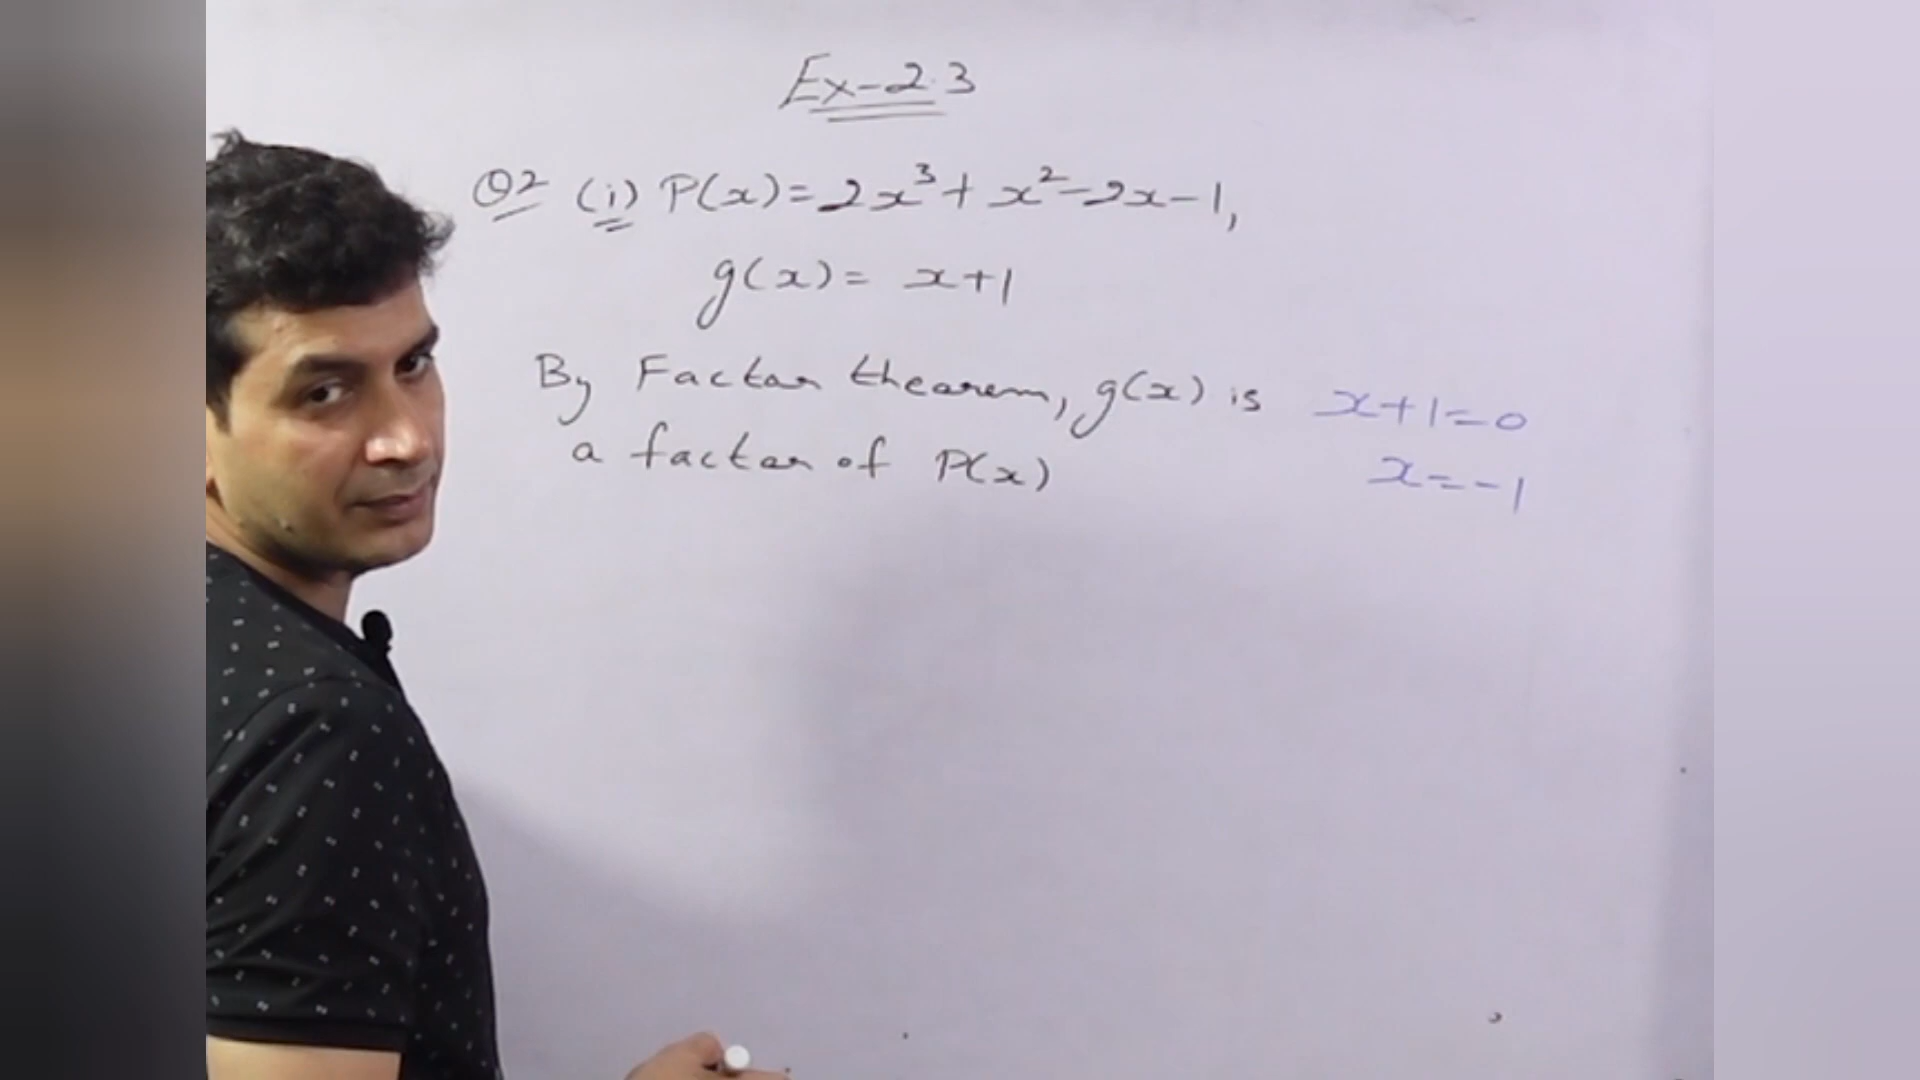 Ex-2.3
Q2 (i) P(x) = 2x³ + x² - 2x - 1,
g(x) = x+1
By Factor theorem, g(x) is
a factor of P(x)
x+1=0
x=-1